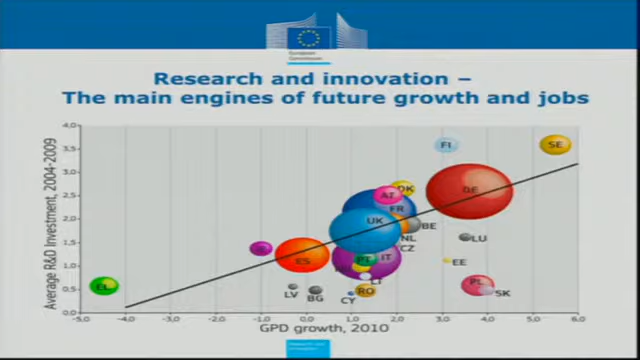 European
Commission
Research and innovation –
The main engines of future growth and jobs
Average R&D Investment, 2004-2009
4,0
3,5
3,0
2,5
2,0
1,5
1,0
0,5
0,0
FI
SE
DK
AT
DE
FR
UK
BE
NL
LU
CZ
ES
PT
IT
EE
EL
LT
PL
LV
BG
CY
RO
SK
-5,0 -4,0 -3,0 -2,0 -1,0 0,0 1,0 2,0 3,0 4,0 5,0 6,0
GPD growth, 2010